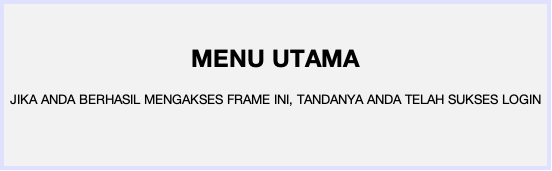 MENU UTAMA
JIKA ANDA BERHASIL MENGAKSES FRAME INI, TANDANYA ANDA TELAH SUKSES LOGIN